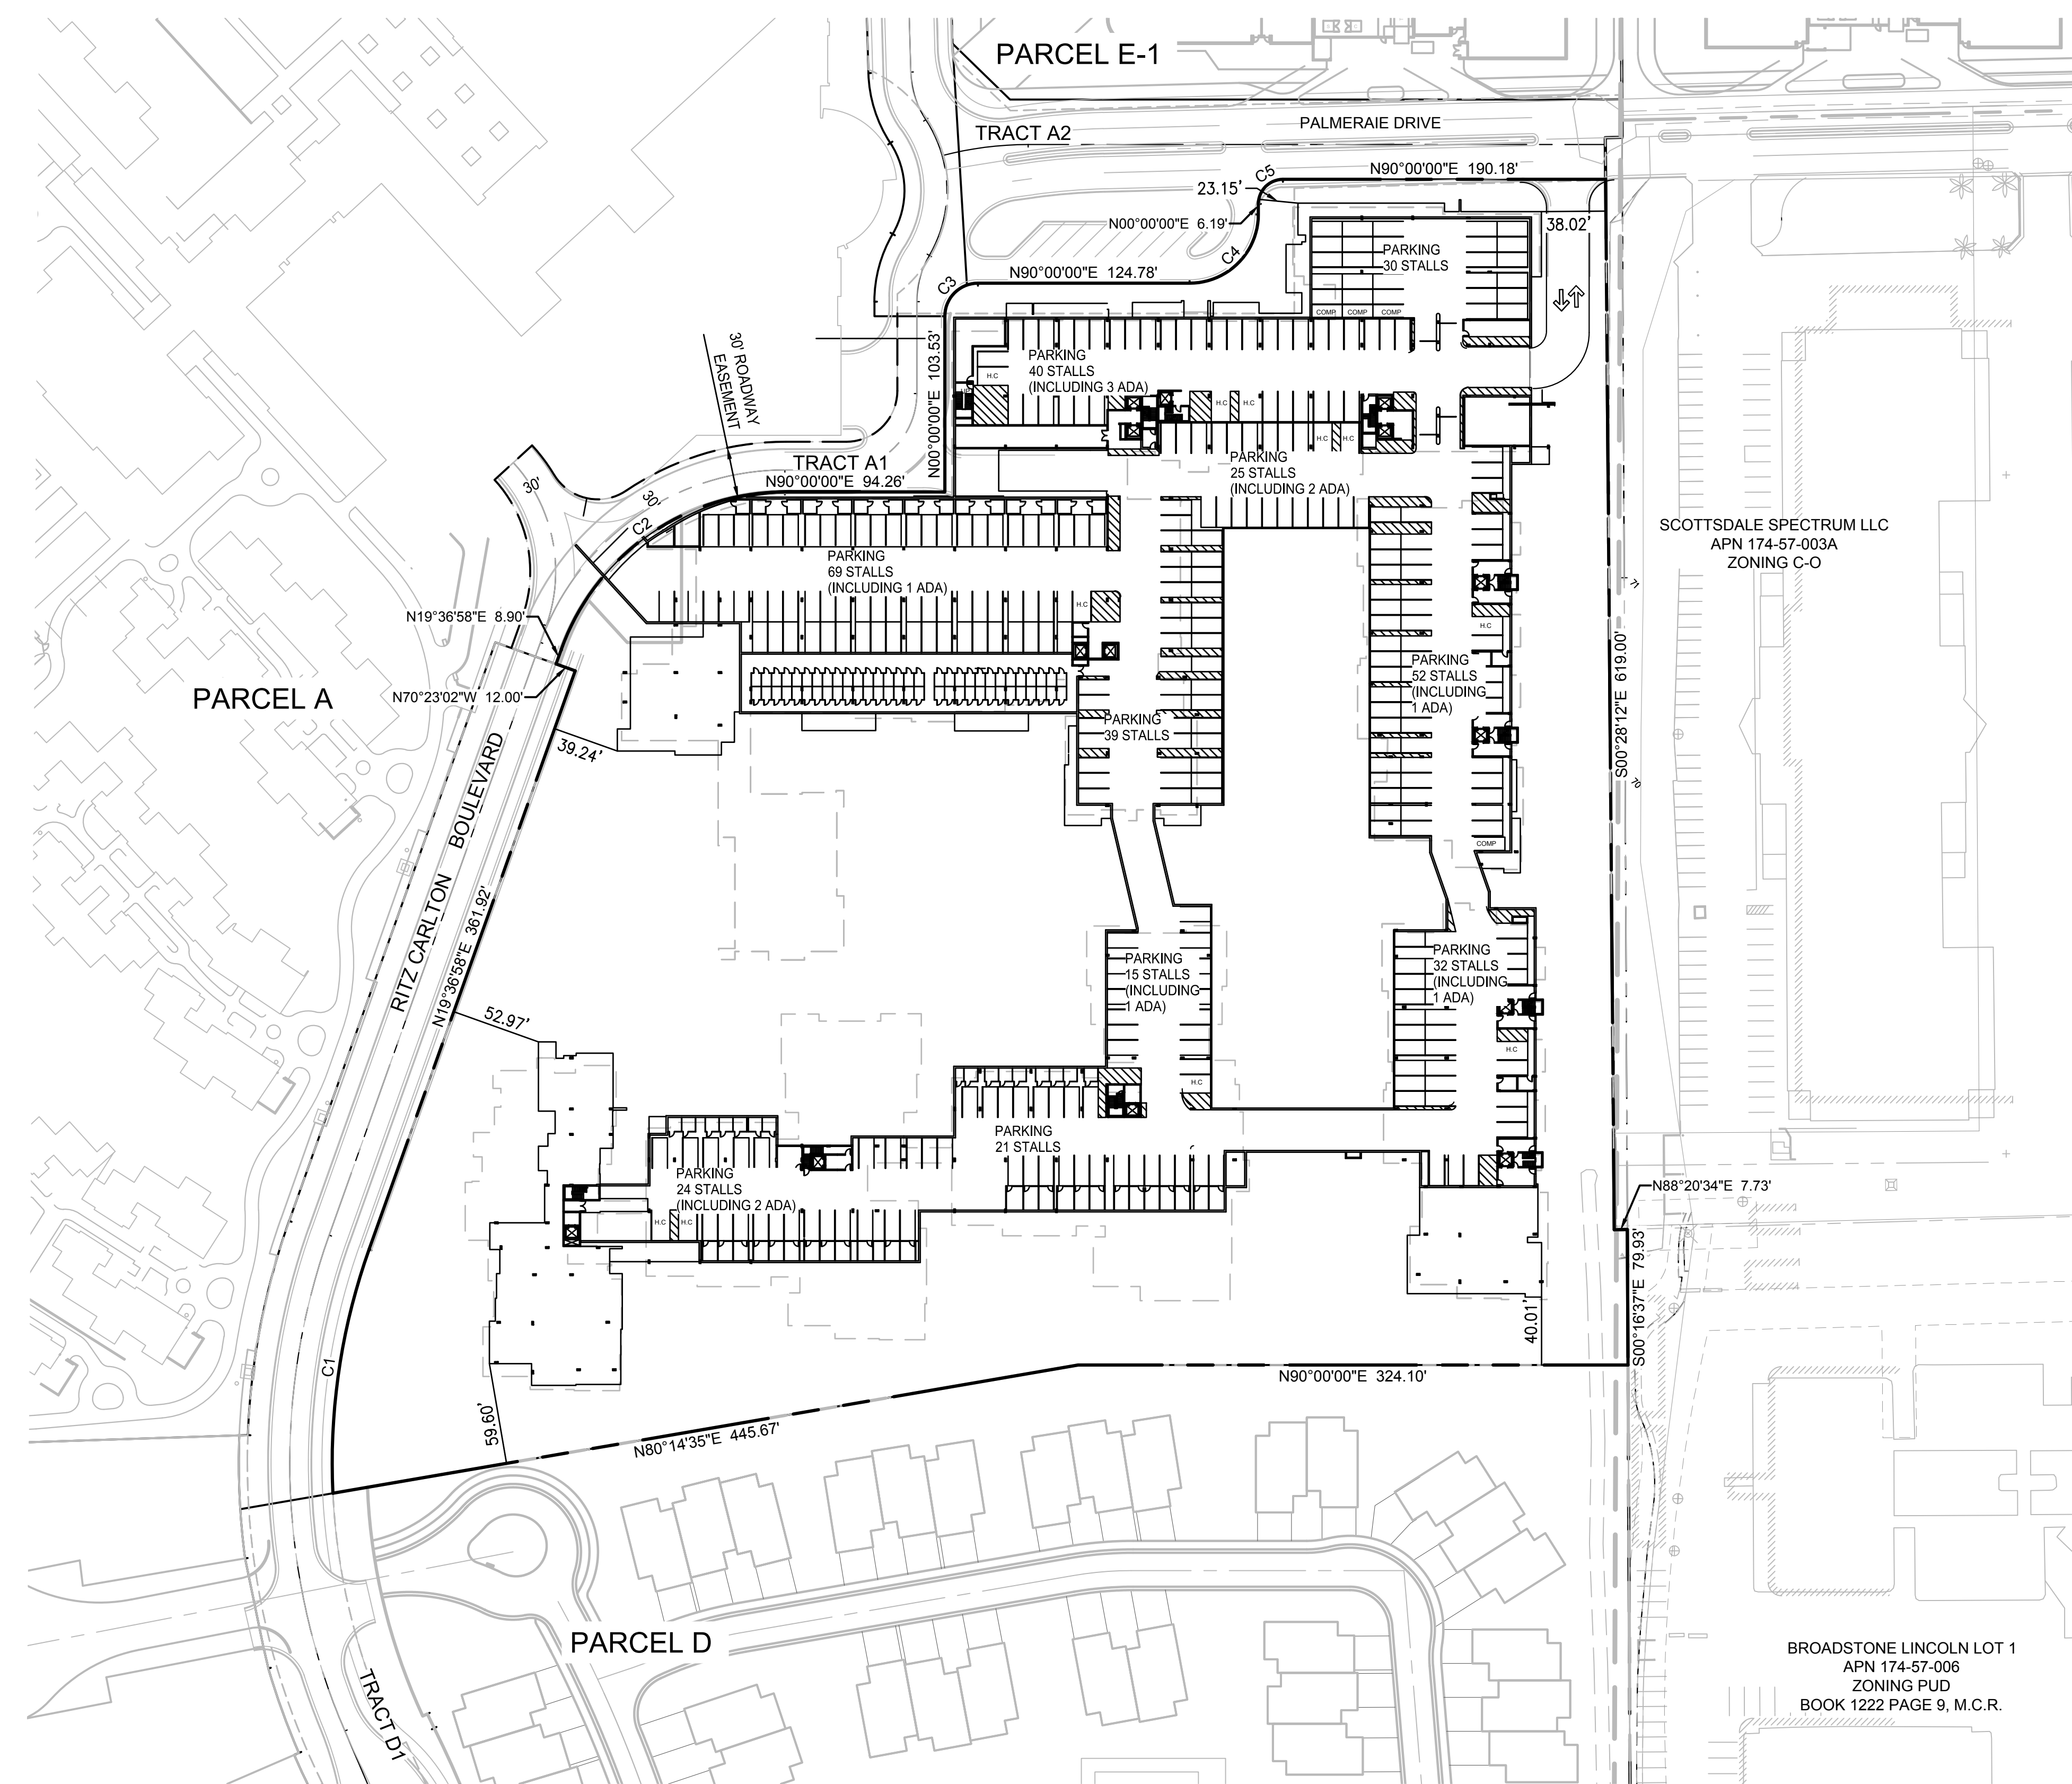 PARCEL E-1
TRACT A2
PALMERAIE DRIVE
N90°00'00"E 190.18'
C5
23.15'
N00°00'00"E 6.19'
38.02'
C4
PARKING
30 STALLS
N90°00'00"E 124.78'
C3
COMP
COMP
COMP
30' ROADWAY
EASEMENT
N00°00'00"E 103.53'
PARKING
40 STALLS
(INCLUDING 3 ADA)
H.C
H.C
H.C
H.C
H.C
TRACT A1
N90°00'00"E 94.26'
PARKING
25 STALLS
(INCLUDING 2 ADA)
30'
30'
C2
SCOTTSDALE SPECTRUM LLC
APN 174-57-003A
ZONING C-O
PARKING
69 STALLS
(INCLUDING 1 ADA)
H.C
71
N19°36'58"E 8.90'
H.C
S00°28'12"E 619.00'
PARCEL A
N70°23'02"W 12.00'
PARKING
52 STALLS
(INCLUDING
1 ADA)
PARKING
39 STALLS
39.24'
70
COMP
RITZ CARLTON BOULEVARD
N19°36'58"E 361.92'
PARKING
15 STALLS
(INCLUDING
1 ADA)
PARKING
32 STALLS
(INCLUDING
1 ADA)
52.97'
H.C
H.C
PARKING
21 STALLS
PARKING
24 STALLS
(INCLUDING 2 ADA)
H.C
H.C
N88°20'34"E 7.73'
S00°16'37"E 79.93'
40.01'
C1
N90°00'00"E 324.10'
59.60'
N80°14'35"E 445.67'
PARCEL D
TRACT D1
BROADSTONE LINCOLN LOT 1
APN 174-57-006
ZONING PUD
BOOK 1222 PAGE 9, M.C.R.